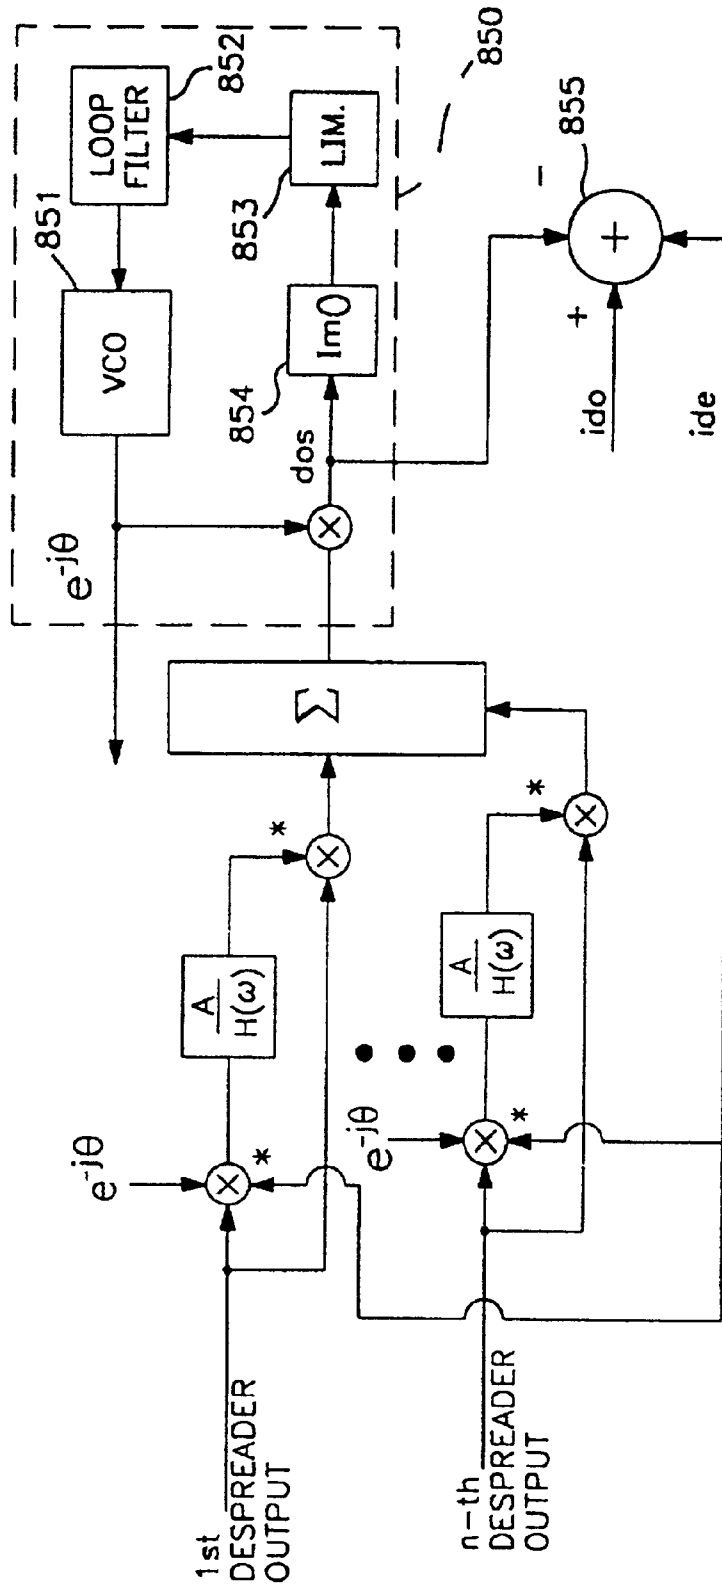 1st
DESPREADER
OUTPUT
n-th
DESPREADER
OUTPUT
e^-jθ
*
A
H(ω)
*
e^-jθ
*
A
H(ω)
*
Σ
e^-jθ
VCO
851
LOOP
FILTER
852
LIM.
853
Im()
854
dos
850
855
+
-
+
ido
ide